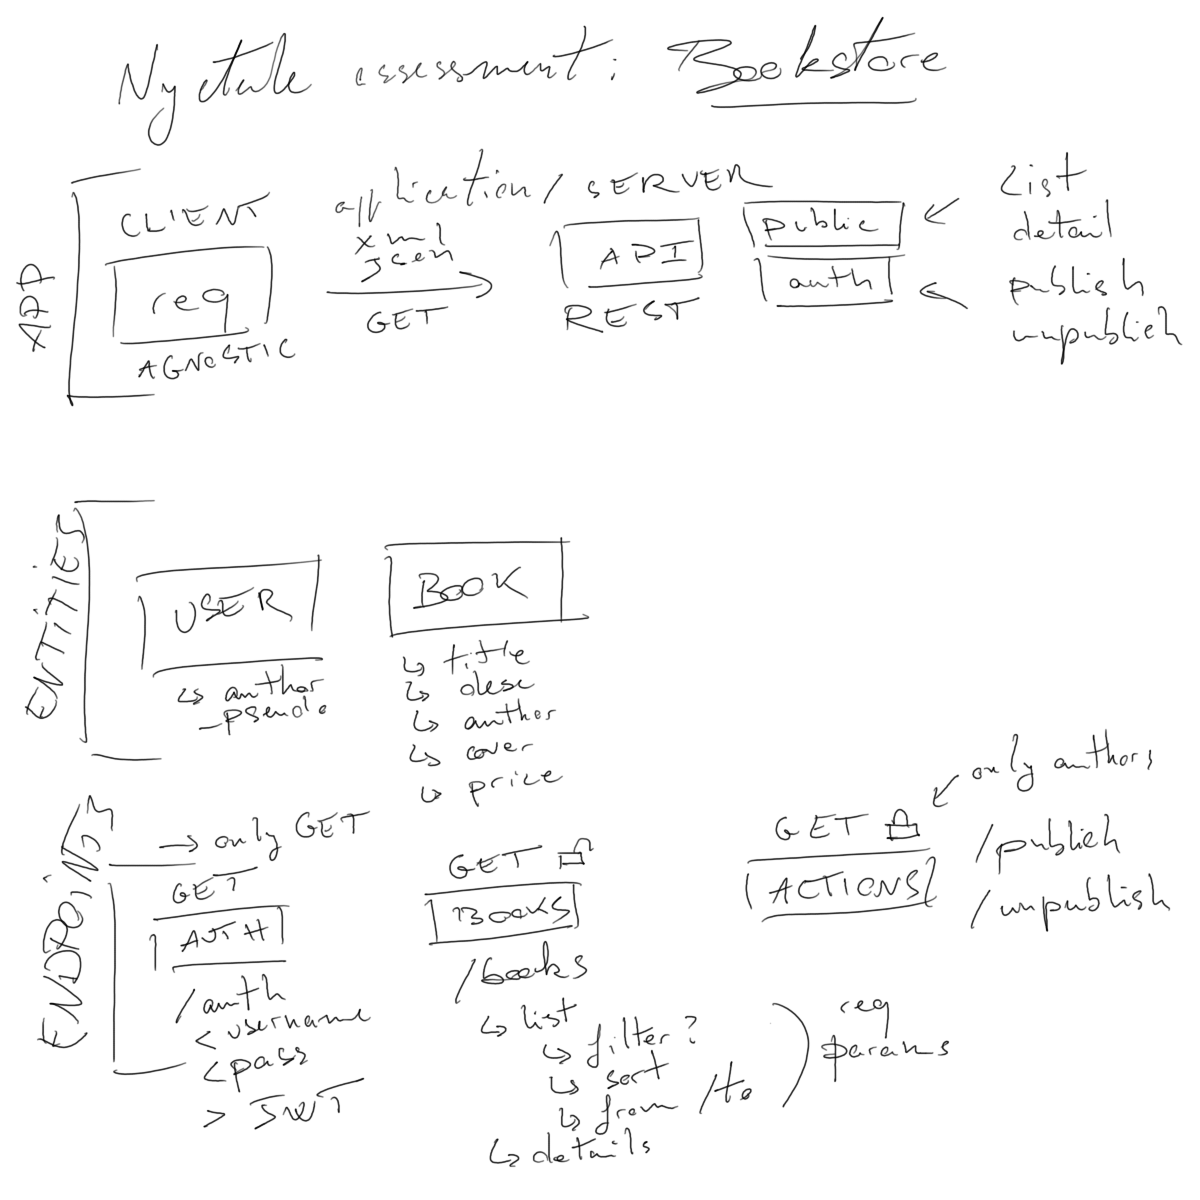 Nyctale assessment: Bookstore
APP
CLIENT
req
AGNOSTIC
application/
xml
json
GET
SERVER
API
REST
public
auth
List
detail
publish
unpublish
ENTITIES
USER
↳ author
- pseudo
BOOK
↳ title
↳ desc
↳ author
↳ cover
↳ price
ENDPOINTS
→ only GET
GET
AUTH
/auth
< username
< pass
> JWT
GET
BOOKS
/books
↳ list
↳ filter?
↳ sort
↳ from/to
req
params
↳ details
only authors
GET
ACTIONS
/publish
/unpublish